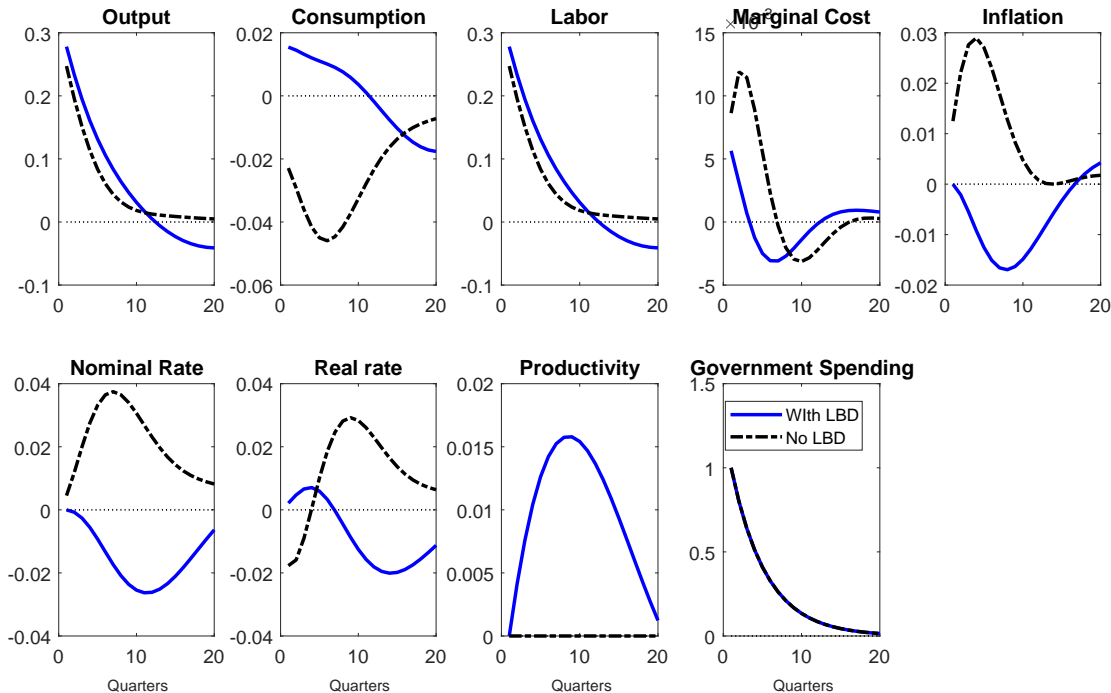 Output
0.3
0.2
0.1
0
-0.1
0 10 20
Consumption
0.02
0
-0.02
-0.04
-0.06
0 10 20
Labor
0.3
0.2
0.1
0
-0.1
0 10 20
Marginal Cost
15
10
5
0
-5
0 10 20
Inflation
0.03
0.02
0.01
0
-0.01
-0.02
0 10 20
Nominal Rate
0.04
0.02
0
-0.02
-0.04
0 10 20
Quarters
Real rate
0.04
0.02
0
-0.02
-0.04
0 10 20
Quarters
Productivity
0.02
0.015
0.01
0.005
0
0 10 20
Quarters
Government Spending
1.5
1
0.5
0
WIth LBD
No LBD
0 10 20
Quarters